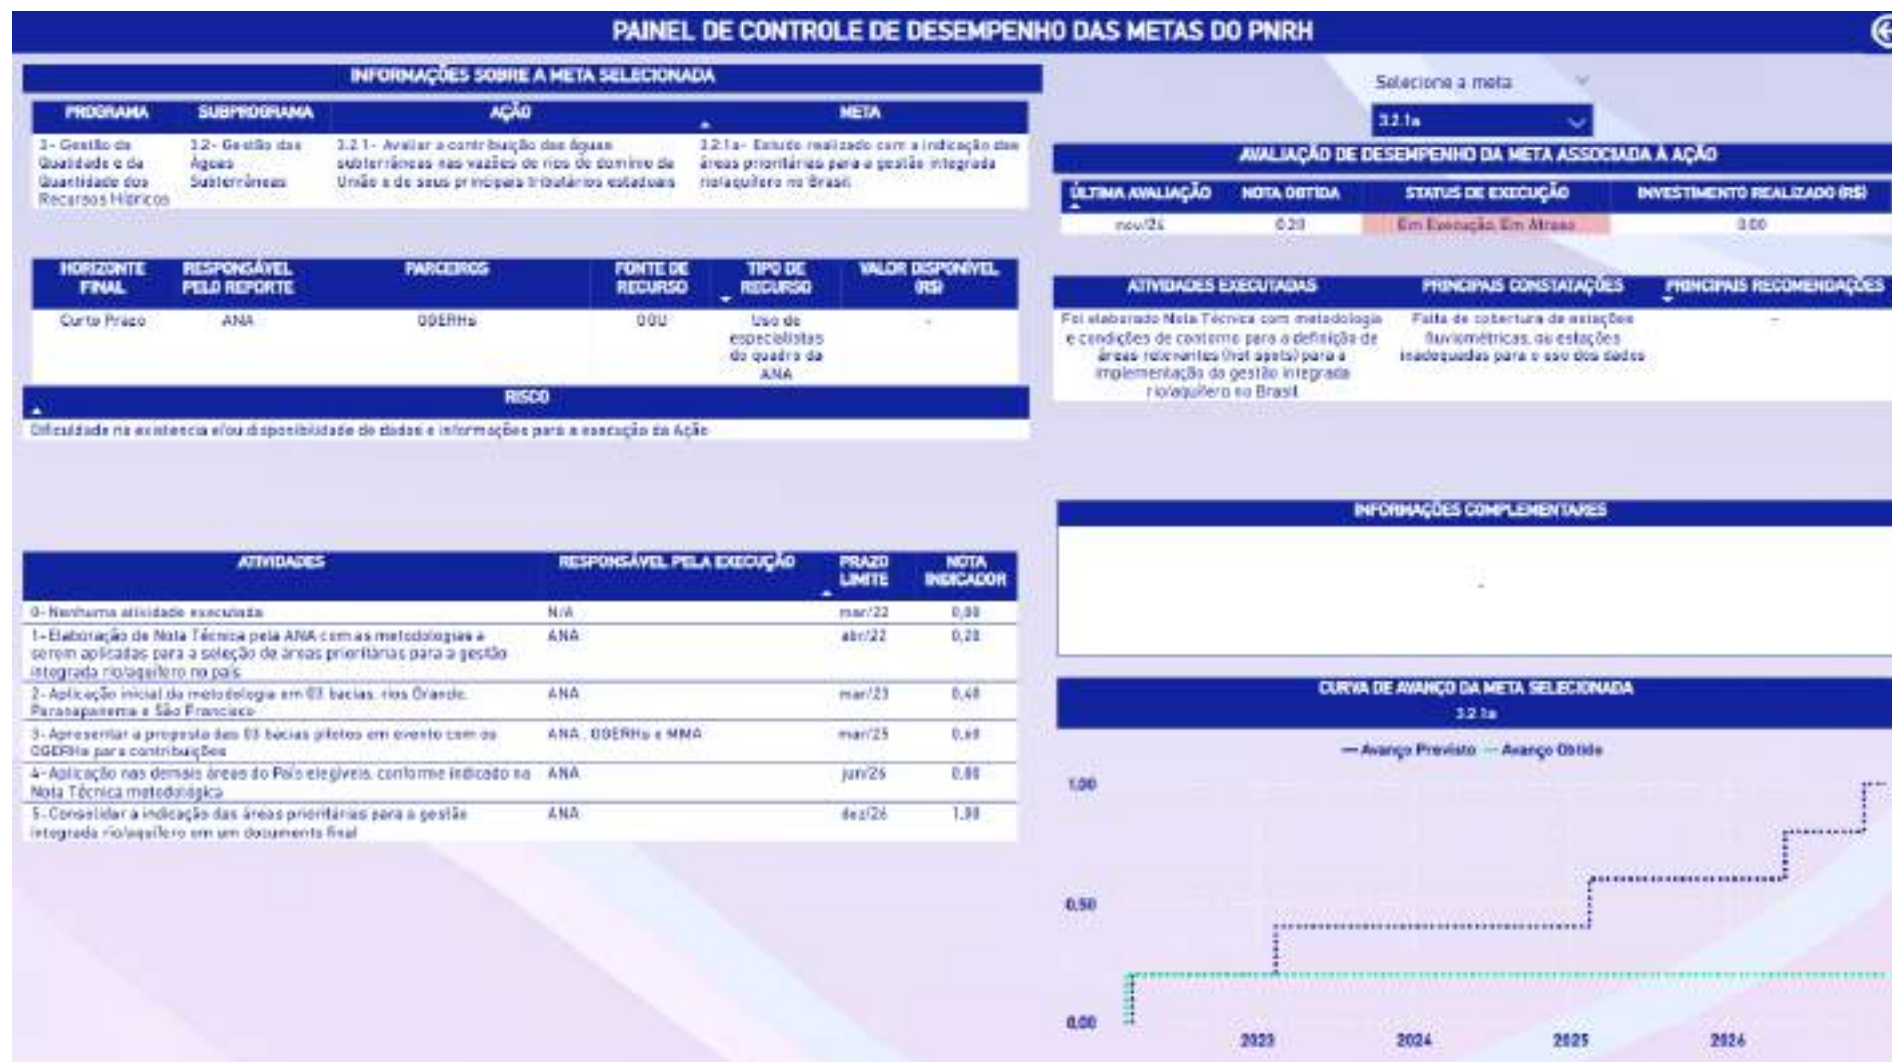 PAINEL DE CONTROLE DE DESEMPENHO DAS METAS DO PNRH
INFORMAÇÕES SOBRE A META SELECIONADA
PROGRAMA SUBPROGRAMA AÇÃO META
3- Gestão da Qualidade e da Quantidade dos Recursos Hídricos
3.2- Gestão das Águas Subterrâneas
3.2.1- Avaliar a contribuição das águas subterrâneas nas vazões de rios de domínio da União e de seus principais tributários estaduais
3.2.1a- Estudo realizado com a indicação das áreas prioritárias para a gestão integrada rio/aquífero no Brasil
HORIZONTE FINAL RESPONSÁVEL PELO REPORTE PARCEIROS FONTE DE RECURSO TIPO DE RECURSO VALOR DISPONÍVEL (R$)
Curto Prazo ANA OGERHs OGU Uso de especialistas do quadro da ANA -
RISCO
Dificuldade na existencia e/ou disponibilidade de dados e informações para a execução da Ação
ATIVIDADES RESPONSÁVEL PELA EXECUÇÃO PRAZO LIMITE NOTA INDICADOR
0- Nenhuma atividade executada N/A mar/22 0,00
1- Elaboração de Nota Técnica pela ANA com as metodologias a serem aplicadas para a seleção de áreas prioritárias para a gestão integrada rio/aquífero no país ANA abr/22 0,20
2- Aplicação inicial da metodologia em 03 bacias: rios Grande, Paranapanema e São Francisco ANA mar/23 0,40
3- Apresentar a proposta das 03 bacias pilotos em evento com os OGERHs para contribuições ANA, OGERHs e MMA mar/25 0,60
4- Aplicação nas demais áreas do País elegíveis, conforme indicado na Nota Técnica metodológica ANA jun/26 0,80
5- Consolidar a indicação das áreas prioritárias para a gestão integrada rio/aquífero em um documento final ANA dez/26 1,00
Selecione a meta
3.2.1a
AVALIAÇÃO DE DESEMPENHO DA META ASSOCIADA À AÇÃO
ÚLTIMA AVALIAÇÃO NOTA OBTIDA STATUS DE EXECUÇÃO INVESTIMENTO REALIZADO (R$)
nov/24 0.20 Em Execução, Em Atraso 0.00
ATIVIDADES EXECUTADAS PRINCIPAIS CONSTATAÇÕES PRINCIPAIS RECOMENDAÇÕES
Foi elaborado Nota Técnica com metodologia e condições de contorno para a definição de áreas relevantes (hot spots) para a implementação da gestão integrada rio/aquífero no Brasil
Falta de cobertura de estações fluviométricas, ou estações inadequadas para o uso dos dados
-
INFORMAÇÕES COMPLEMENTARES
-
CURVA DE AVANÇO DA META SELECIONADA
3.2.1a
Avanço Previsto Avanço Obtido
1,00
0,50
0,00
2023 2024 2025 2026